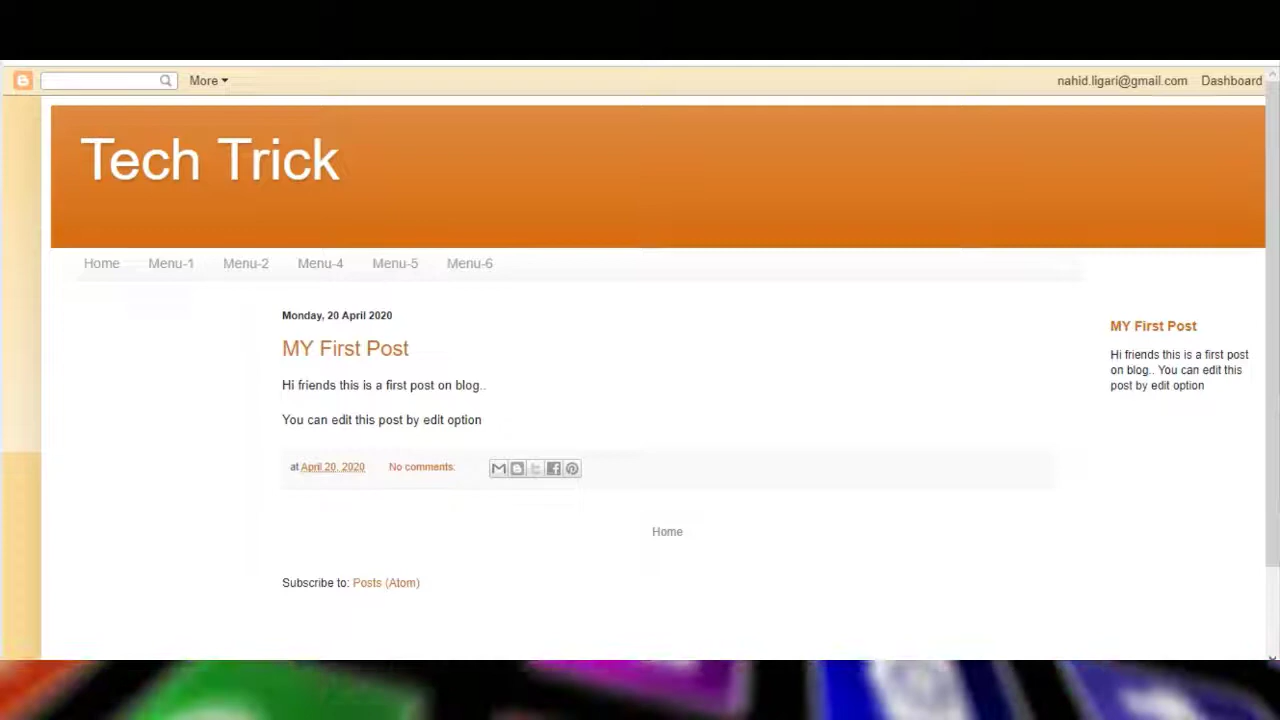 More
nahid.ligari@gmail.com Dashboard
Tech Trick
Home Menu-1 Menu-2 Menu-4 Menu-5 Menu-6
Monday, 20 April 2020
MY First Post
Hi friends this is a first post on blog..
You can edit this post by edit option
at April 20, 2020 No comments:
Home
Subscribe to: Posts (Atom)
MY First Post
Hi friends this is a first post
on blog.. You can edit this
post by edit option